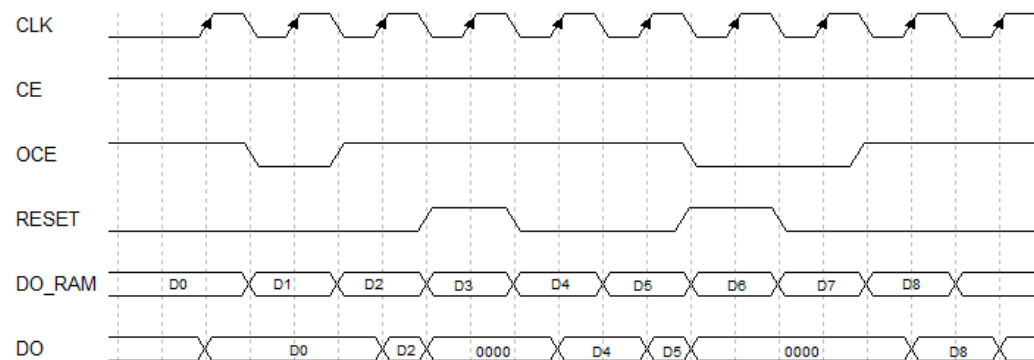 CLK
CE
OCE
RESET
DO_RAM D0 D1 D2 D3 D4 D5 D6 D7 D8
DO D0 D2 0000 D4 D5 0000 D8